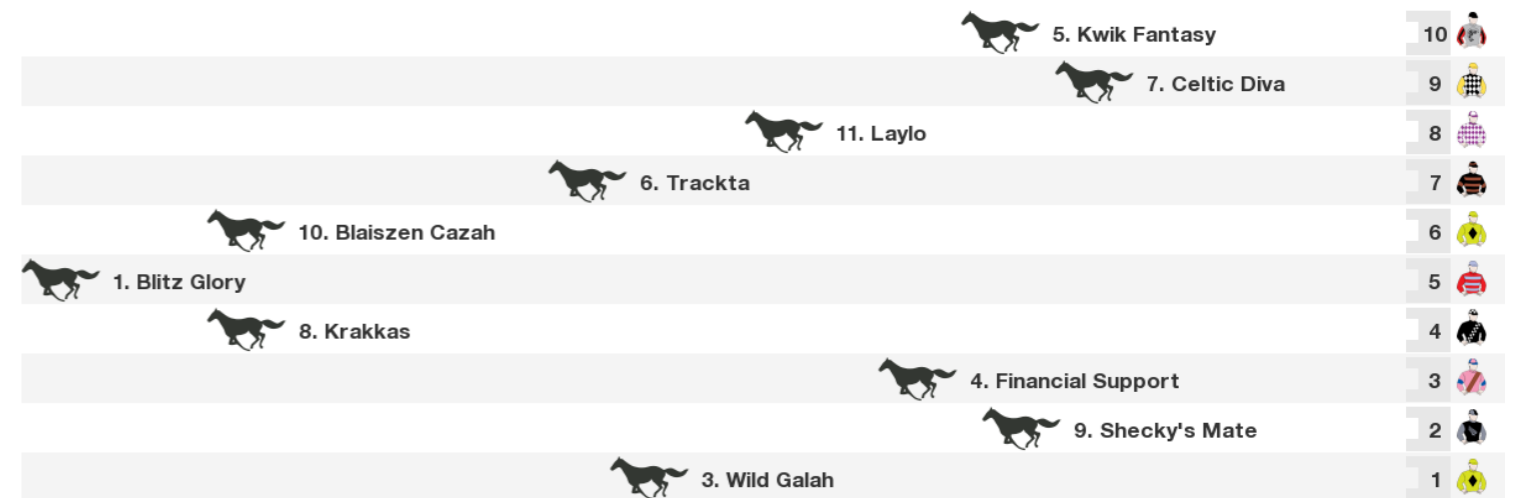 5. Kwik Fantasy 10
7. Celtic Diva 9
11. Laylo 8
6. Trackta 7
10. Blaiszen Cazah 6
1. Blitz Glory 5
8. Krakkas 4
4. Financial Support 3
9. Shecky's Mate 2
3. Wild Galah 1